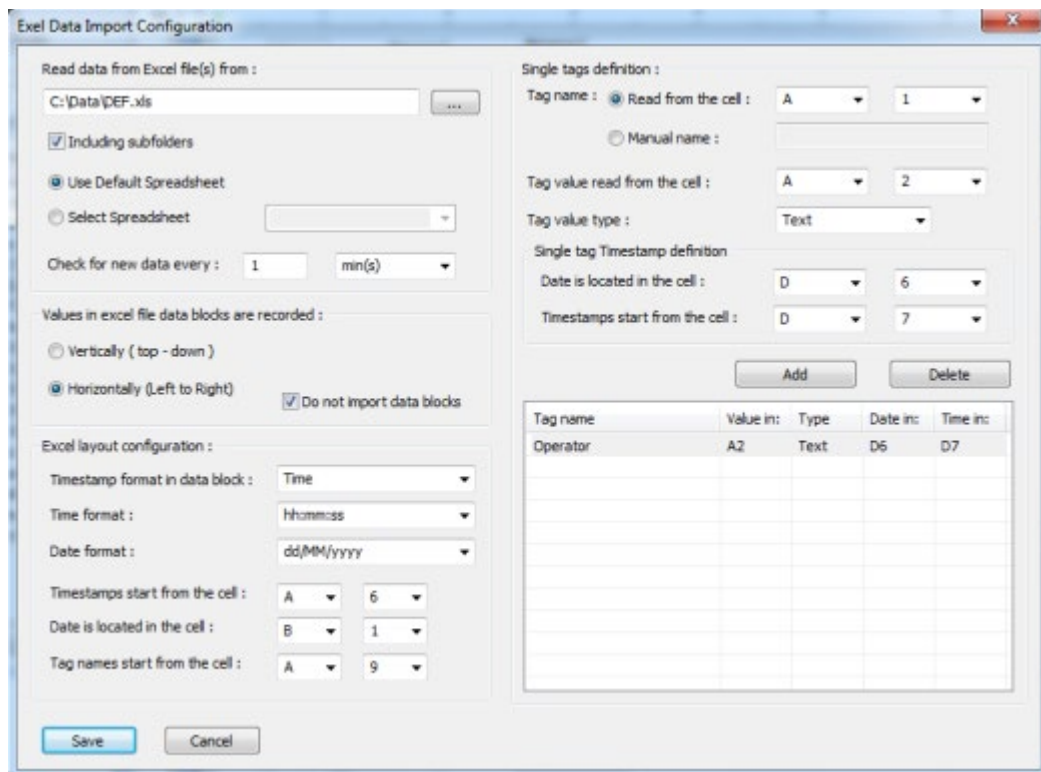 Exel Data Import Configuration
Read data from Excel file(s) from :
C:\Data\DEF.xls
...
Including subfolders
Use Default Spreadsheet
Select Spreadsheet
Check for new data every : 1 min(s)
Values in excel file data blocks are recorded :
Vertically ( top - down )
Horizontally (Left to Right)
Do not import data blocks
Excel layout configuration :
Timestamp format in data block : Time
Time format : hh:mm:ss
Date format : dd/MM/yyyy
Timestamps start from the cell : A 6
Date is located in the cell : B 1
Tag names start from the cell : A 9
Save Cancel
Single tags definition :
Tag name : Read from the cell : A 1
Manual name :
Tag value read from the cell : A 2
Tag value type : Text
Single tag Timestamp definition
Date is located in the cell : D 6
Timestamps start from the cell : D 7
Add Delete
Tag name Value in: Type Date in: Time in:
Operator A2 Text D6 D7